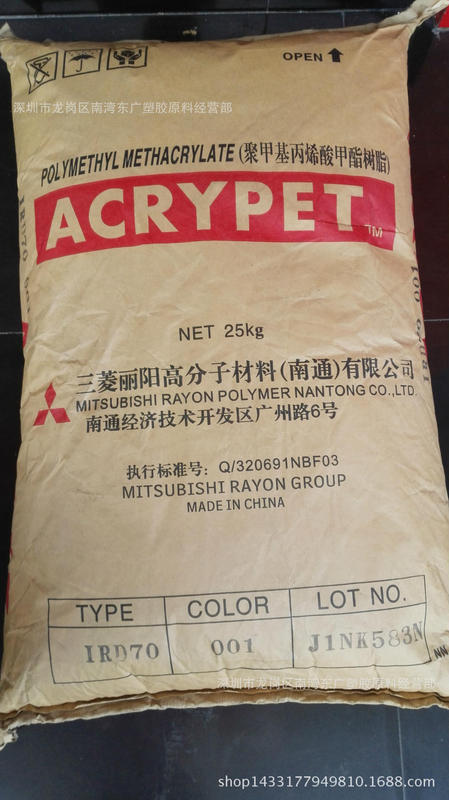 OPEN
深圳市龙岗区南湾东广塑胶原料经营部
POLYMETHYL METHACRYLATE (聚甲基丙烯酸甲酯树脂)
ACRYPET TM
IRD70
001
NET 25kg
三菱丽阳高分子材料(南通)有限公司
MITSUBISHI RAYON POLYMER NANTONG CO.,LTD.
南通经济技术开发区广州路6号
执行标准号: Q/320691NBF03
MITSUBISHI RAYON GROUP
MADE IN CHINA
TYPE COLOR LOT NO.
IRD70 001 J1NK583N
NN
深圳市龙岗区南湾东广塑胶原料经营部
shop1433177949810.1688.com